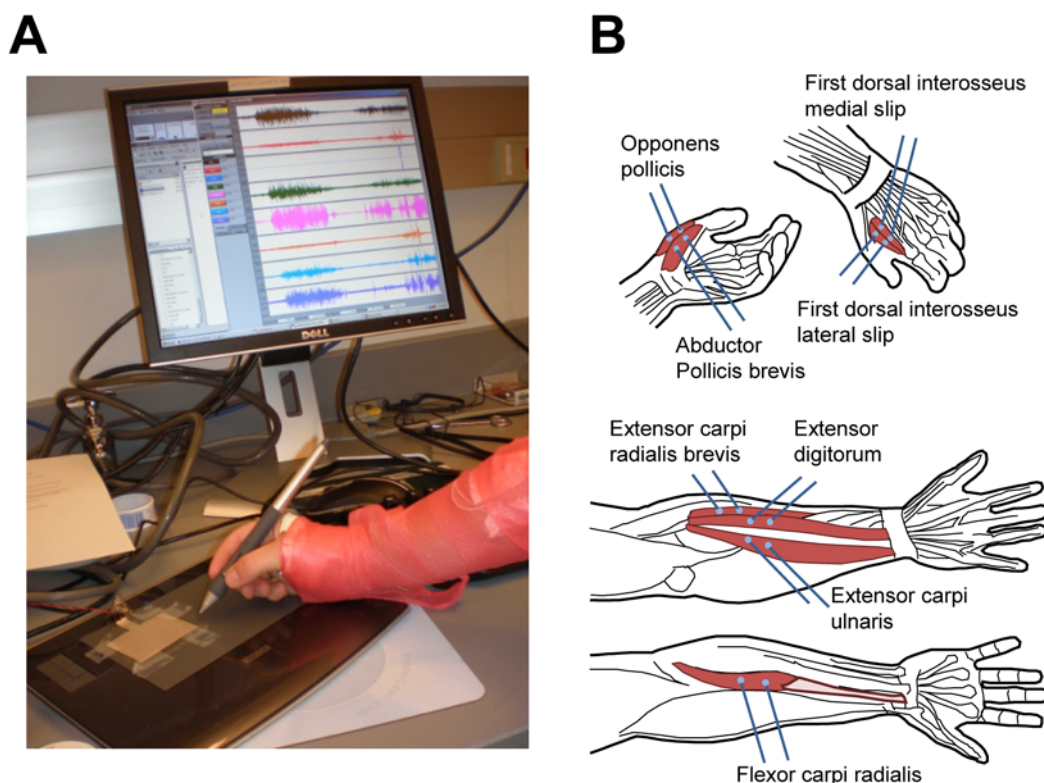 A
B
DELL
First dorsal interosseus
medial slip
Opponens
pollicis
First dorsal interosseus
lateral slip
Abductor
Pollicis brevis
Extensor carpi
radialis brevis
Extensor
digitorum
Extensor carpi
ulnaris
Flexor carpi radialis